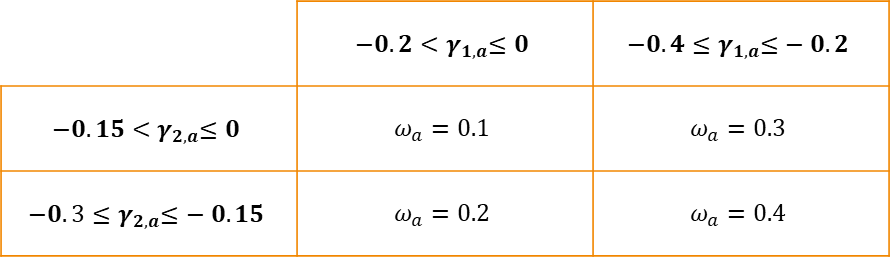 −0.2 < γ1,a ≤ 0
−0.4 ≤ γ1,a ≤ − 0.2
−0.15 < γ2,a ≤ 0
ωa = 0.1
ωa = 0.3
−0.3 ≤ γ2,a ≤ − 0.15
ωa = 0.2
ωa = 0.4